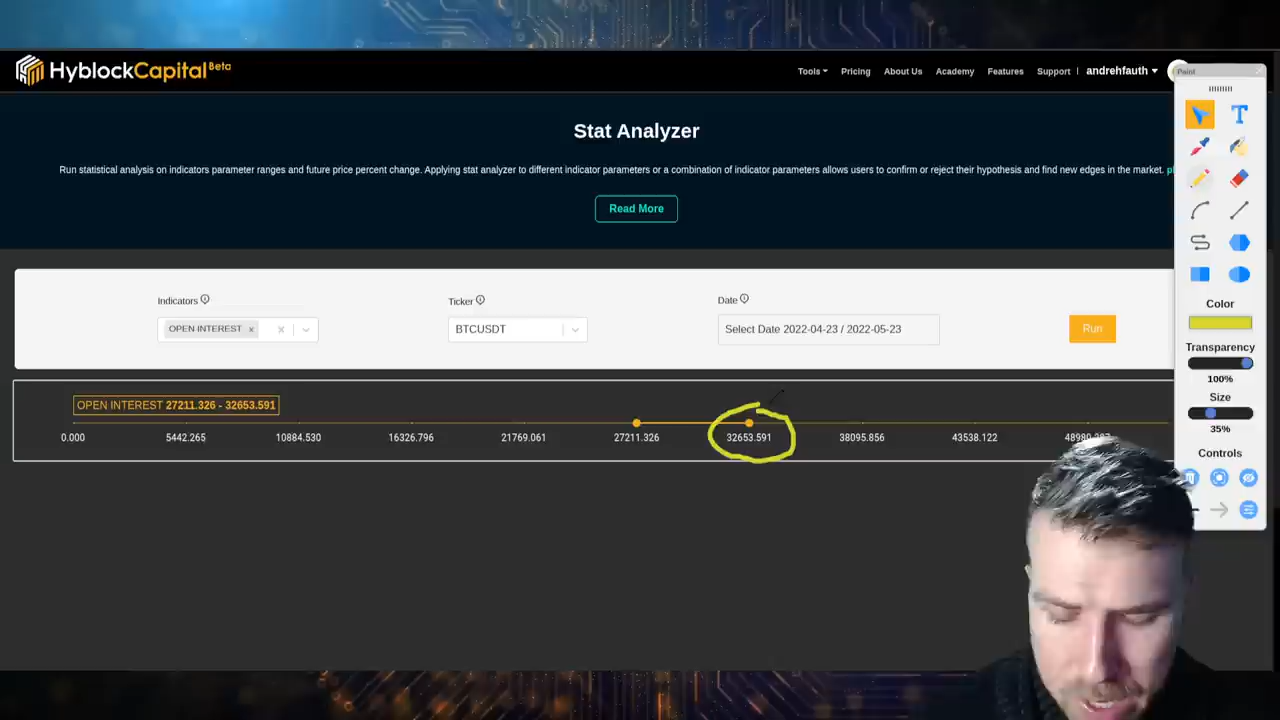 HyblockCapital Beta
Tools Pricing About Us Academy Features Support | andrehfauth
Paint
Stat Analyzer
Run statistical analysis on indicators parameter ranges and future price percent change. Applying stat analyzer to different indicator parameters or a combination of indicator parameters allows users to confirm or reject their hypothesis and find new edges in the market.
Read More
Indicators
Ticker
Date
OPEN INTEREST x
BTCUSDT
Select Date 2022-04-23 / 2022-05-23
Run
T
Color
Transparency
100%
Size
35%
Controls
OPEN INTEREST 27211.326 - 32653.591
0.000 5442.265 10884.530 16326.796 21769.061 27211.326 32653.591 38095.856 43538.122